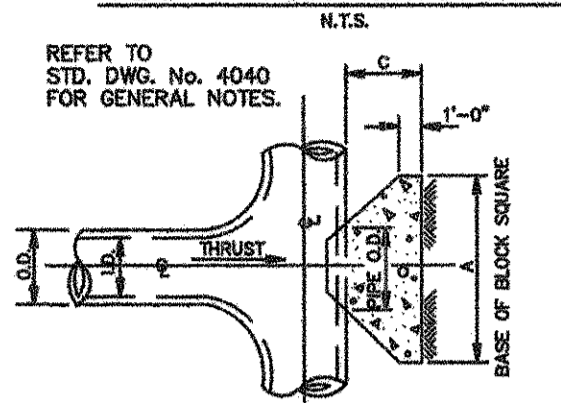 N.T.S.
REFER TO
STD. DWG. No. 4040
FOR GENERAL NOTES.
C
1'-0"
O.D.
I.D.
THRUST
PIPE O.D.
A
BASE OF BLOCK SQUARE